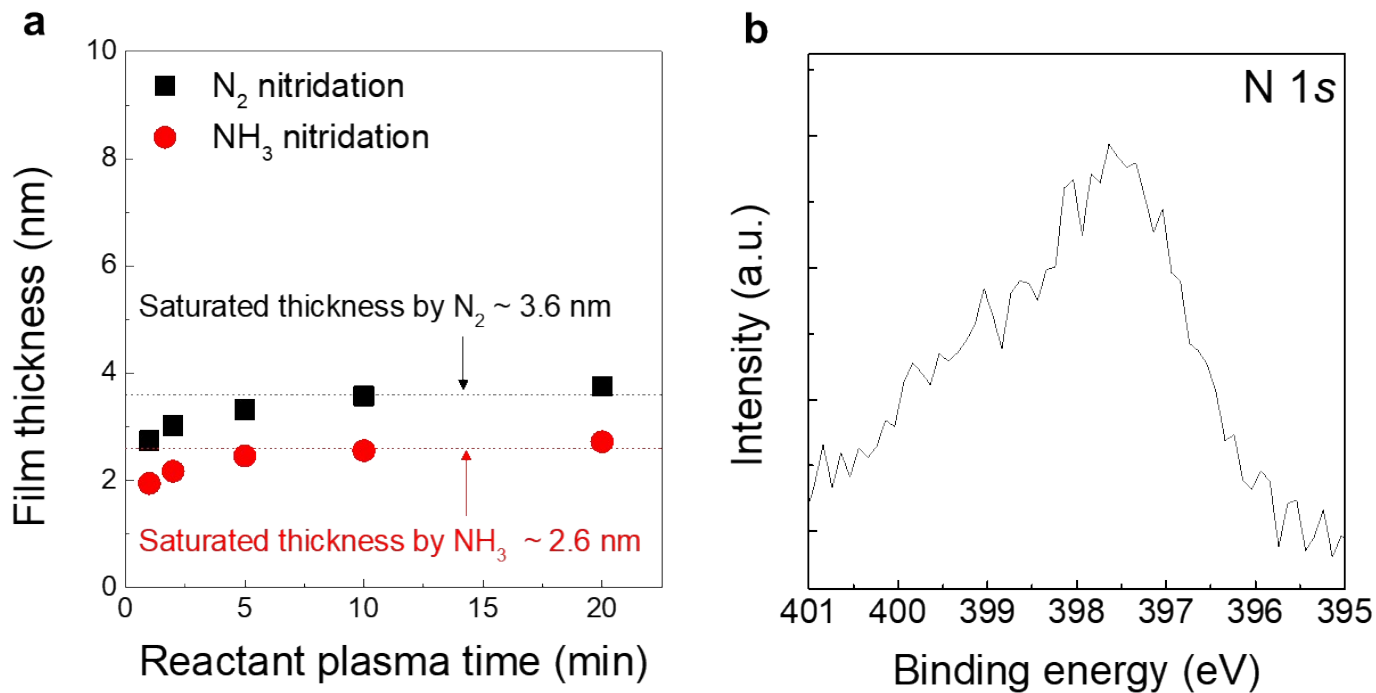 a
10
8
6
4
2
0
Film thickness (nm)
N₂ nitridation
NH₃ nitridation
Saturated thickness by N₂ ~ 3.6 nm
Saturated thickness by NH₃ ~ 2.6 nm
0 5 10 15 20
Reactant plasma time (min)
b
N 1s
Intensity (a.u.)
401 400 399 398 397 396 395
Binding energy (eV)